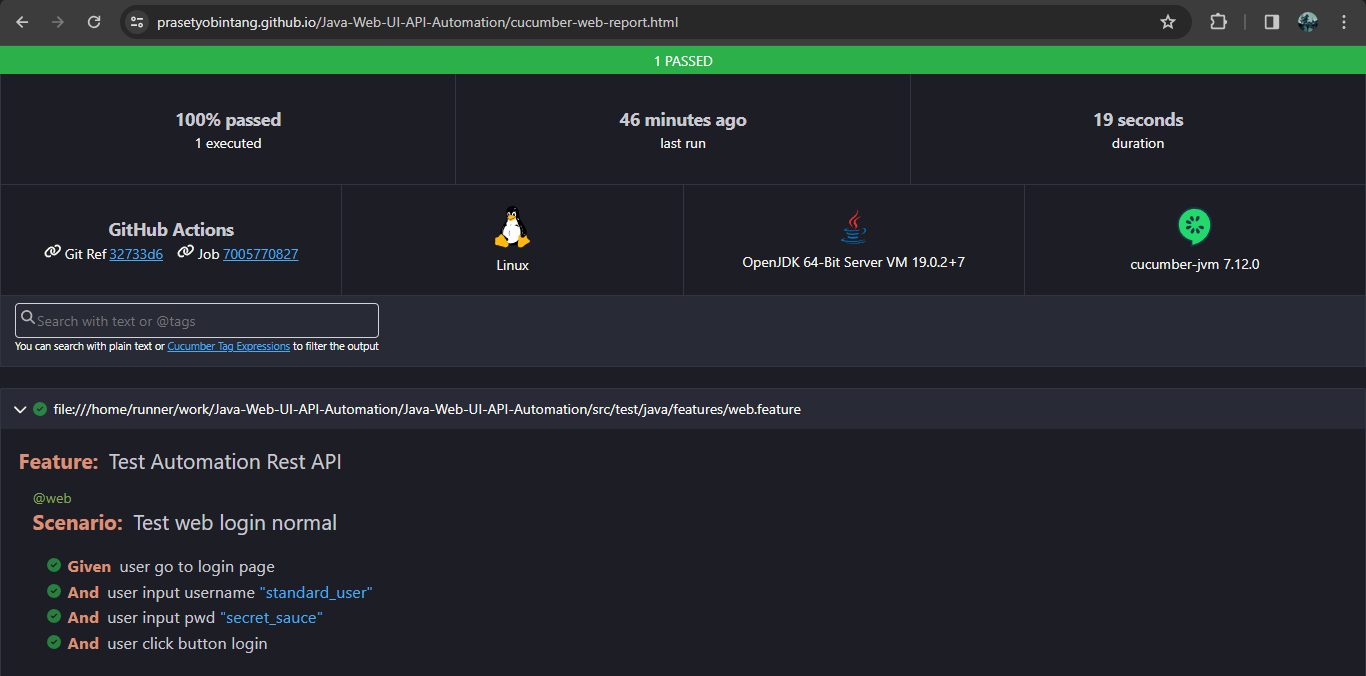 prasetyobintang.github.io/Java-Web-UI-API-Automation/cucumber-web-report.html
1 PASSED
100% passed
1 executed
46 minutes ago
last run
19 seconds
duration
GitHub Actions
Git Ref 32733d6 Job 7005770827
Linux
OpenJDK 64-Bit Server VM 19.0.2+7
cucumber-jvm 7.12.0
Search with text or @tags
You can search with plain text or Cucumber Tag Expressions to filter the output
file:///home/runner/work/Java-Web-UI-API-Automation/Java-Web-UI-API-Automation/src/test/java/features/web.feature
Feature: Test Automation Rest API
@web
Scenario: Test web login normal
Given user go to login page
And user input username "standard_user"
And user input pwd "secret_sauce"
And user click button login